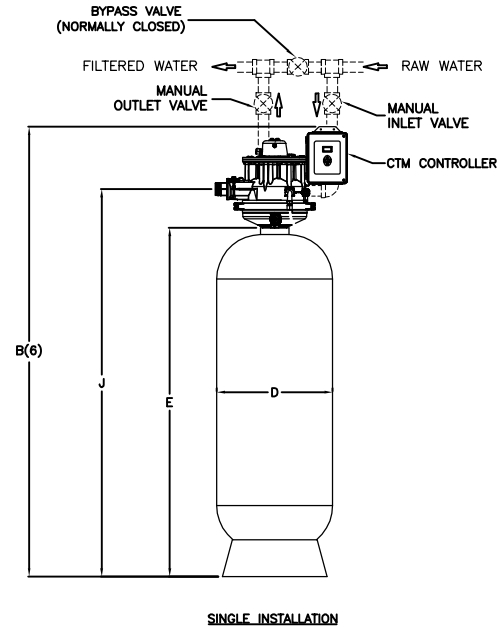 BYPASS VALVE
(NORMALLY CLOSED)
FILTERED WATER
RAW WATER
MANUAL
OUTLET VALVE
MANUAL
INLET VALVE
CTM CONTROLLER
B(6)
J
E
D
SINGLE INSTALLATION